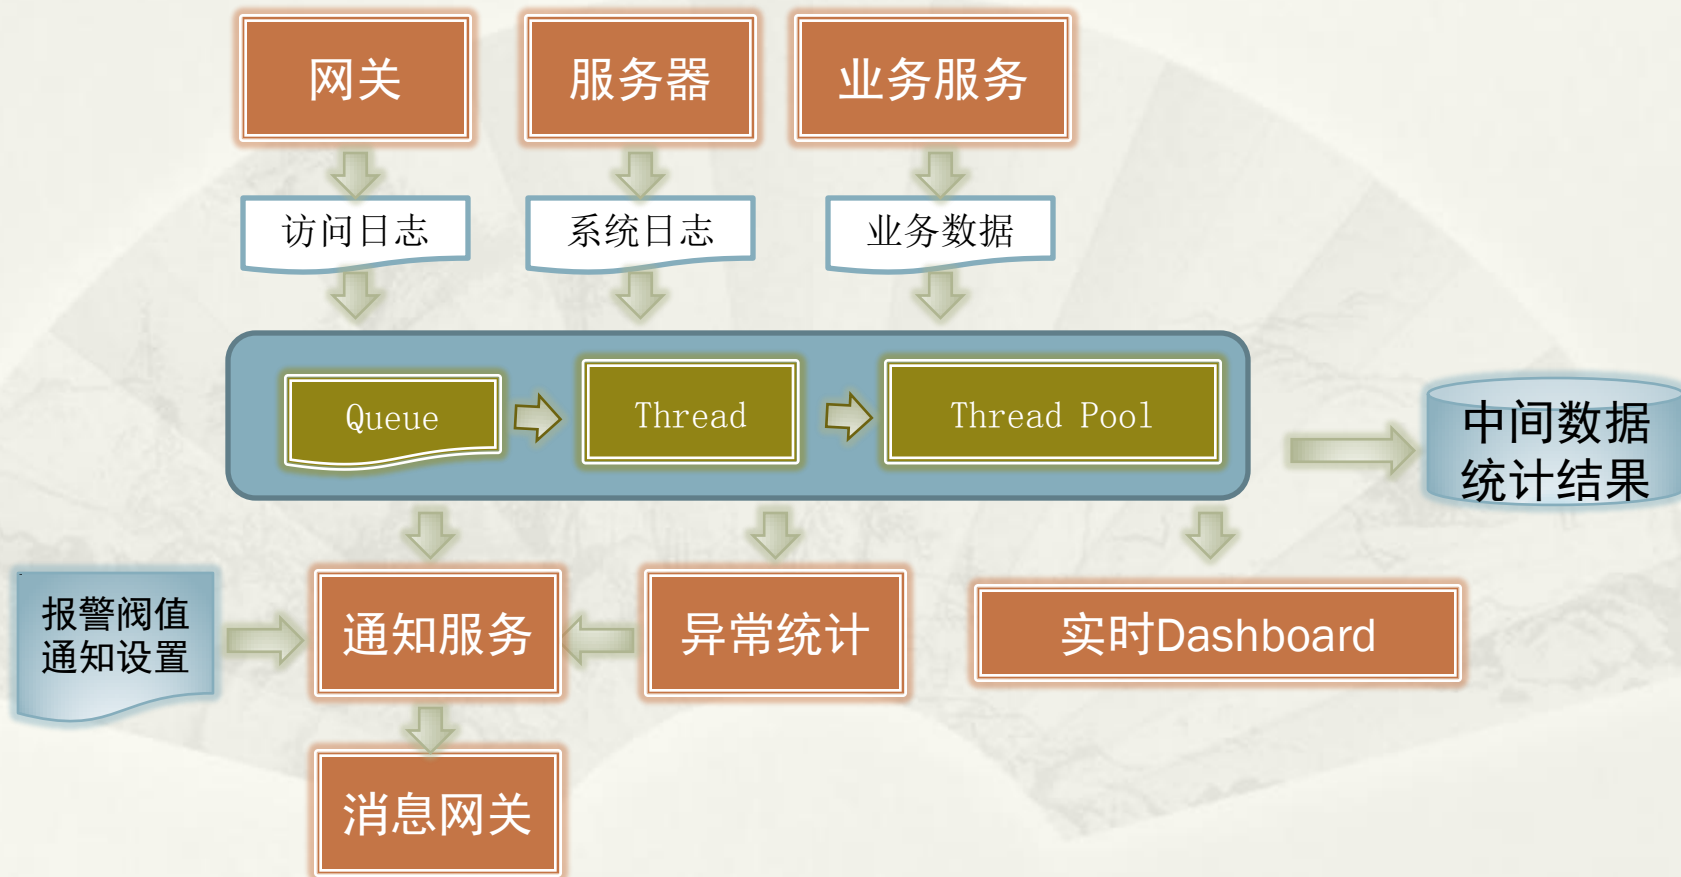 网关
服务器
业务服务
访问日志
系统日志
业务数据
Queue
Thread
Thread Pool
中间数据
统计结果
报警阀值
通知设置
通知服务
异常统计
实时Dashboard
消息网关